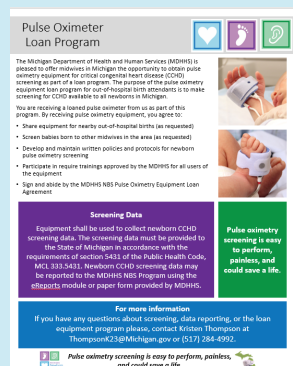 Pulse Oximeter
Loan Program
The Michigan Department of Health and Human Services (MDHHS) is
pleased to offer midwives in Michigan the opportunity to obtain pulse
oximetry equipment for critical congenital heart disease (CCHD)
screening as part of a loan program. The purpose of the pulse oximetry
equipment loan program for out-of-hospital birth attendants is to make
screening for CCHD available to all newborns in Michigan.
You are receiving a loaned pulse oximeter from us as part of this
program. By receiving pulse oximetry equipment, you agree to:
• Share equipment for nearby out-of-hospital births (as requested)
• Screen babies born to other midwives in the area (as requested)
• Develop and maintain written policies and protocols for newborn
pulse oximetry screening
• Participate in require trainings approved by the MDHHS for all users of
the equipment
• Sign and abide by the MDHHS NBS Pulse Oximetry Equipment Loan
Agreement
Screening Data
Equipment shall be used to collect newborn CCHD
screening data. The screening data must be provided to
the State of Michigan in accordance with the
requirements of section 5431 of the Public Health Code,
MCL 333.5431. Newborn CCHD screening data may
be reported to the MDHHS NBS Program using the
eReports module or paper form provided by MDHHS.
Pulse oximetry
screening is easy
to perform,
painless, and
could save a life.
For more information
If you have any questions about screening, data reporting, or the loan
equipment program please, contact Kristen Thompson at
ThompsonK23@Michigan.gov or (517) 284-4992.
Pulse oximetry screening is easy to perform, painless,
and could save a life